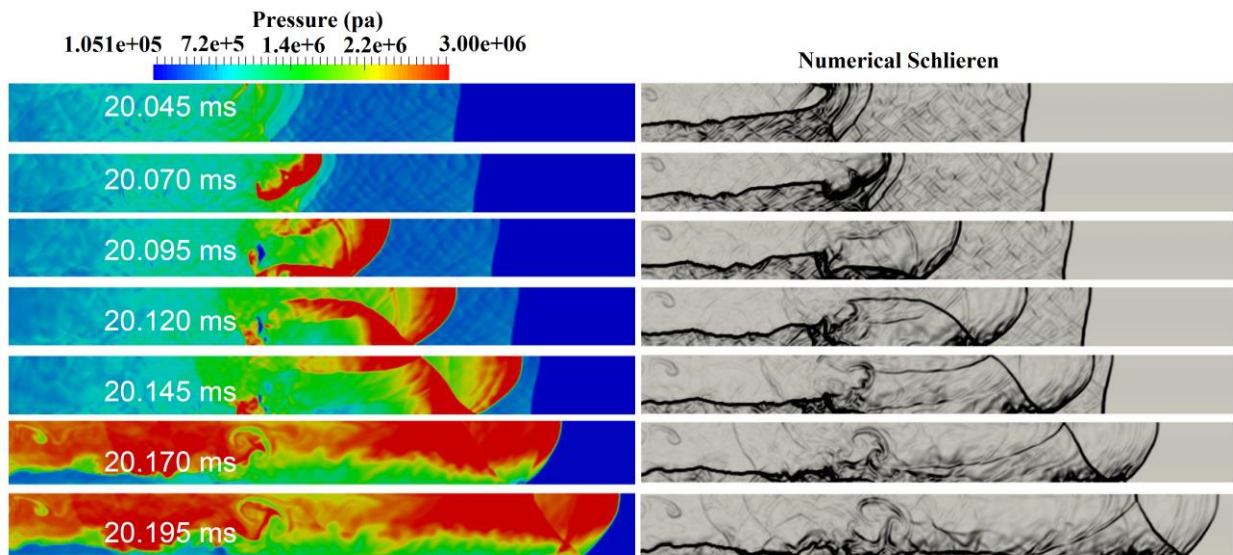 Pressure (pa)
1.051e+05 7.2e+5 1.4e+6 2.2e+6 3.00e+06
Numerical Schlieren
20.045 ms
20.070 ms
20.095 ms
20.120 ms
20.145 ms
20.170 ms
20.195 ms